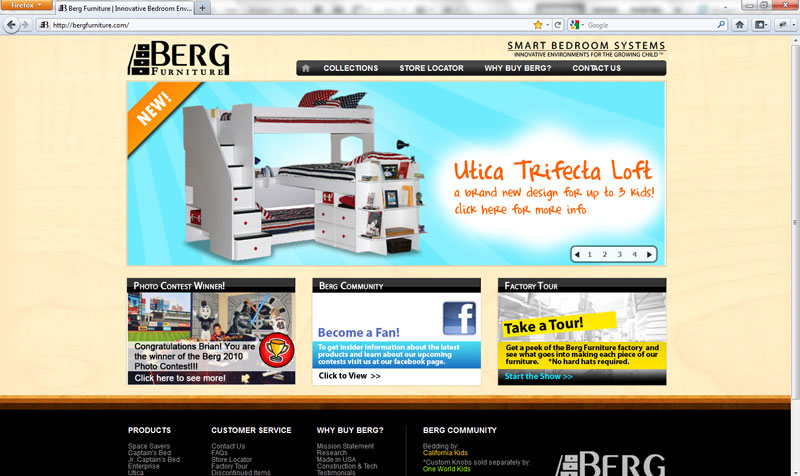 Firefox
Berg Furniture | Innovative Bedroom Env...
http://bergfurniture.com/
Google
BERG
FURNITURE
SMART BEDROOM SYSTEMS
INNOVATIVE ENVIRONMENTS FOR THE GROWING CHILD ™
COLLECTIONS
STORE LOCATOR
WHY BUY BERG?
CONTACT US
NEW!
Utica Trifecta Loft
a brand new design for up to 3 kids!
click here for more info
1 2 3 4
PHOTO CONTEST WINNER!
Congratulations Brian! You are
the winner of the Berg 2010
Photo Contest!!!
Click here to see more!
BERG COMMUNITY
f
Become a Fan!
To get insider information about the latest
products and learn about our upcoming
contests visit us at our facebook page.
Click to View >>
FACTORY TOUR
Take a Tour!
Get a peek of the Berg Furniture factory and
see what goes into making each piece of our
furniture. *No hard hats required.
Start the Show >>
PRODUCTS
Space Savers
Captain's Bed
Jr. Captain's Bed
Enterprise
Utica
CUSTOMER SERVICE
Contact Us
FAQs
Store Locator
Factory Tour
Discontinued Items
WHY BUY BERG?
Mission Statement
Research
Made in USA
Construction & Tech
Testimonials
BERG COMMUNITY
Bedding by:
California Kids
*Custom Knobs sold separately by:
One World Kids
BERG